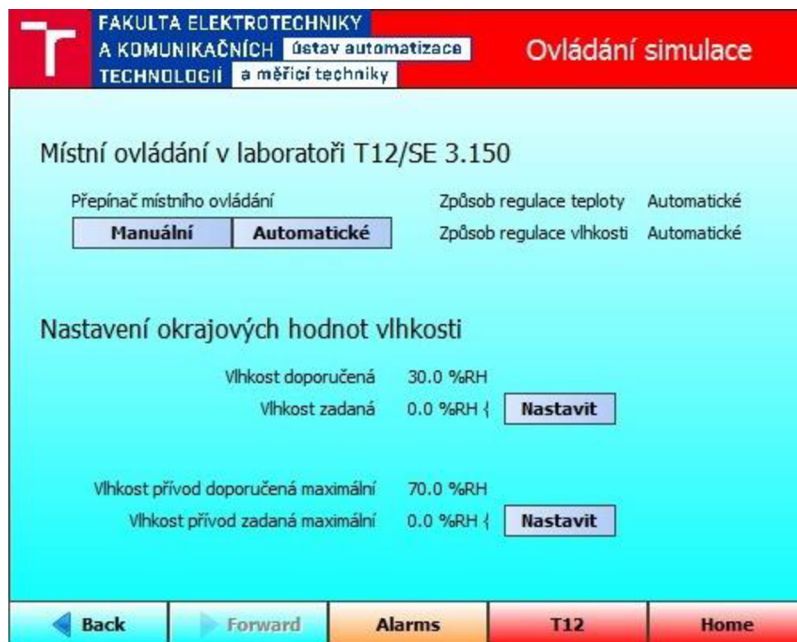 FAKULTA ELEKTROTECHNIKY
A KOMUNIKAČNÍCH ústav automatizace
TECHNOLOGIÍ a měřicí techniky
Ovládání simulace
Místní ovládání v laboratoři T12/SE 3.150
Přepínač místního ovládání
Manuální Automatické
Způsob regulace teploty Automatické
Způsob regulace vlhkosti Automatické
Nastavení okrajových hodnot vlhkosti
Vlhkost doporučená 30.0 %RH
Vlhkost zadaná 0.0 %RH { Nastavit
Vlhkost přívod doporučená maximální 70.0 %RH
Vlhkost přívod zadaná maximální 0.0 %RH { Nastavit
Back Forward Alarms T12 Home